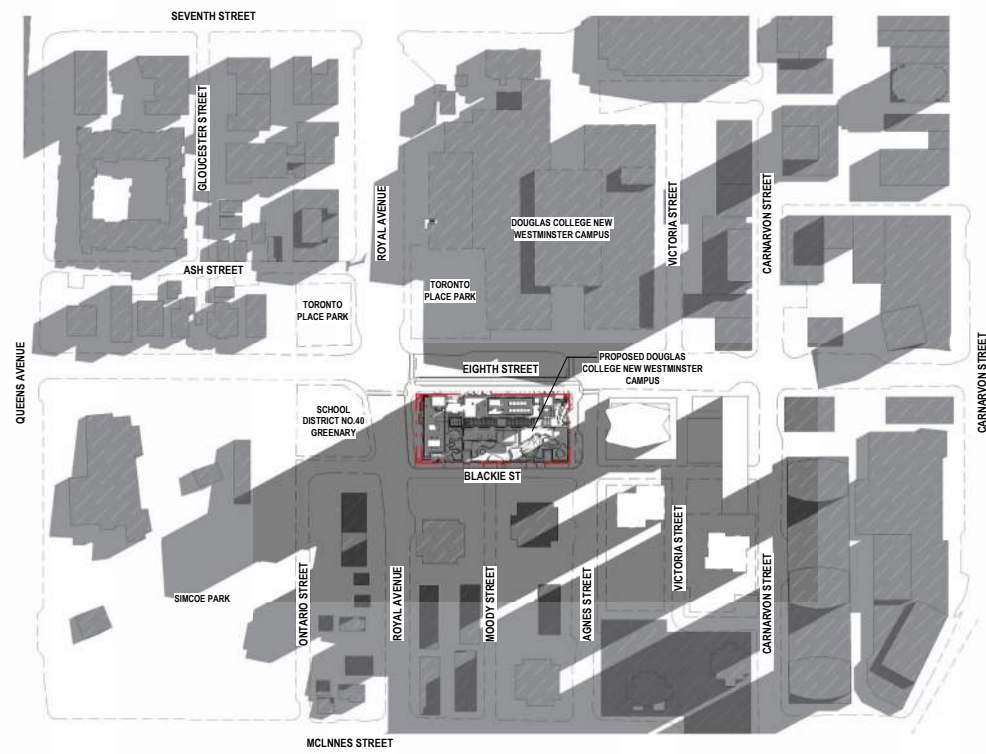 SEVENTH STREET
GLOUCESTER STREET
ROYAL AVENUE
DOUGLAS COLLEGE NEW
WESTMINSTER CAMPUS
VICTORIA STREET
CARNARVON STREET
ASH STREET
TORONTO
PLACE PARK
TORONTO
PLACE PARK
QUEENS AVENUE
EIGHTH STREET
PROPOSED DOUGLAS
COLLEGE NEW WESTMINSTER
CAMPUS
CARNARVON STREET
SCHOOL
DISTRICT NO.40
GREENARY
BLACKIE ST
SIMCOE PARK
ONTARIO STREET
ROYAL AVENUE
MOODY STREET
AGNES STREET
VICTORIA STREET
CARNARVON STREET
MCLNNES STREET